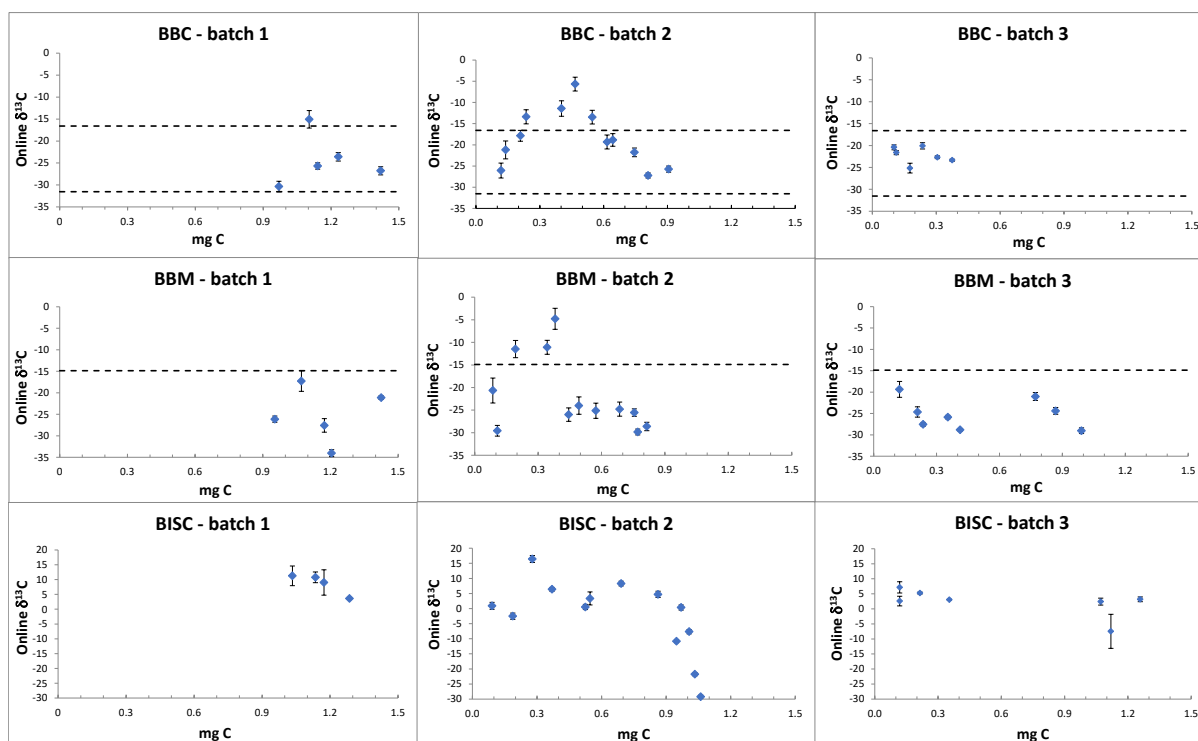 BBC - batch 1
Online δ¹³C
0
-5
-10
-15
-20
-25
-30
-35
0 0.3 0.6 0.9 1.2 1.5
mg C
BBC - batch 2
Online δ¹³C
0
-5
-10
-15
-20
-25
-30
-35
0 0.3 0.6 0.9 1.2 1.5
mg C
BBC - batch 3
Online δ¹³C
0
-5
-10
-15
-20
-25
-30
-35
0 0.3 0.6 0.9 1.2 1.5
mg C
BBM - batch 1
Online δ¹³C
0
-5
-10
-15
-20
-25
-30
-35
0 0.3 0.6 0.9 1.2 1.5
mg C
BBM - batch 2
Online δ¹³C
0
-5
-10
-15
-20
-25
-30
-35
0.0 0.3 0.6 0.9 1.2 1.5
mg C
BBM - batch 3
Online δ¹³C
0
-5
-10
-15
-20
-25
-30
-35
0.0 0.3 0.6 0.9 1.2 1.5
mg C
BISC - batch 1
Online δ¹³C
20
15
10
5
0
-5
-10
-15
-20
-25
-30
0 0.3 0.6 0.9 1.2 1.5
mg C
BISC - batch 2
Onine δ¹³C
20
15
10
5
0
-5
-10
-15
-20
-25
-30
0.0 0.3 0.6 0.9 1.2 1.5
mg C
BISC - batch 3
Online δ¹³C
20
15
10
5
0
-5
-10
-15
-20
-25
-30
0.0 0.3 0.6 0.9 1.2 1.5
mg C